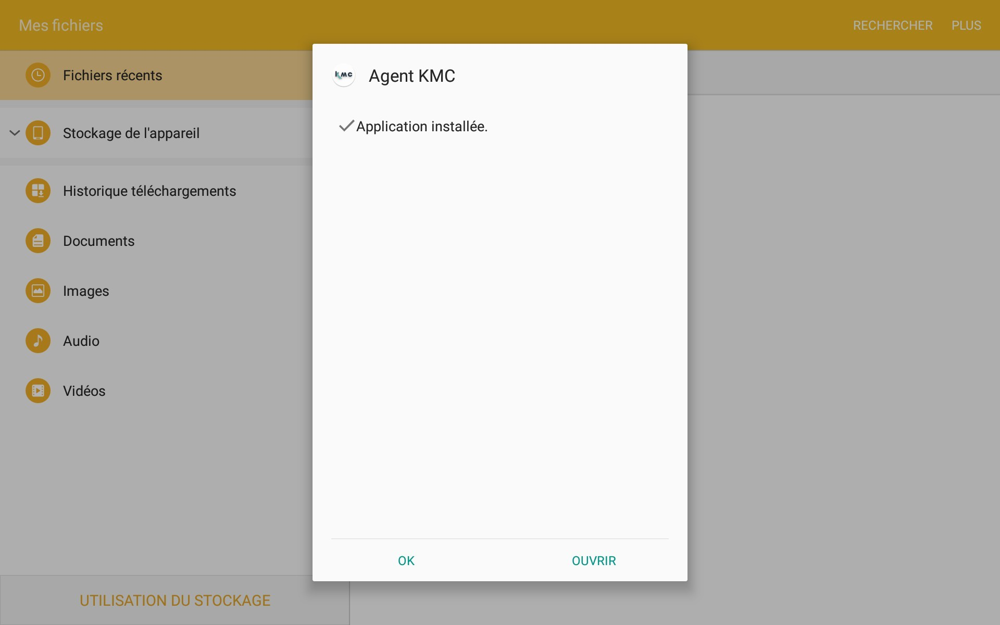 Mes fichiers
RECHERCHER PLUS
Fichiers récents
Stockage de l'appareil
Historique téléchargements
Documents
Images
Audio
Vidéos
UTILISATION DU STOCKAGE
KMC
Agent KMC
Application installée.
OK OUVRIR